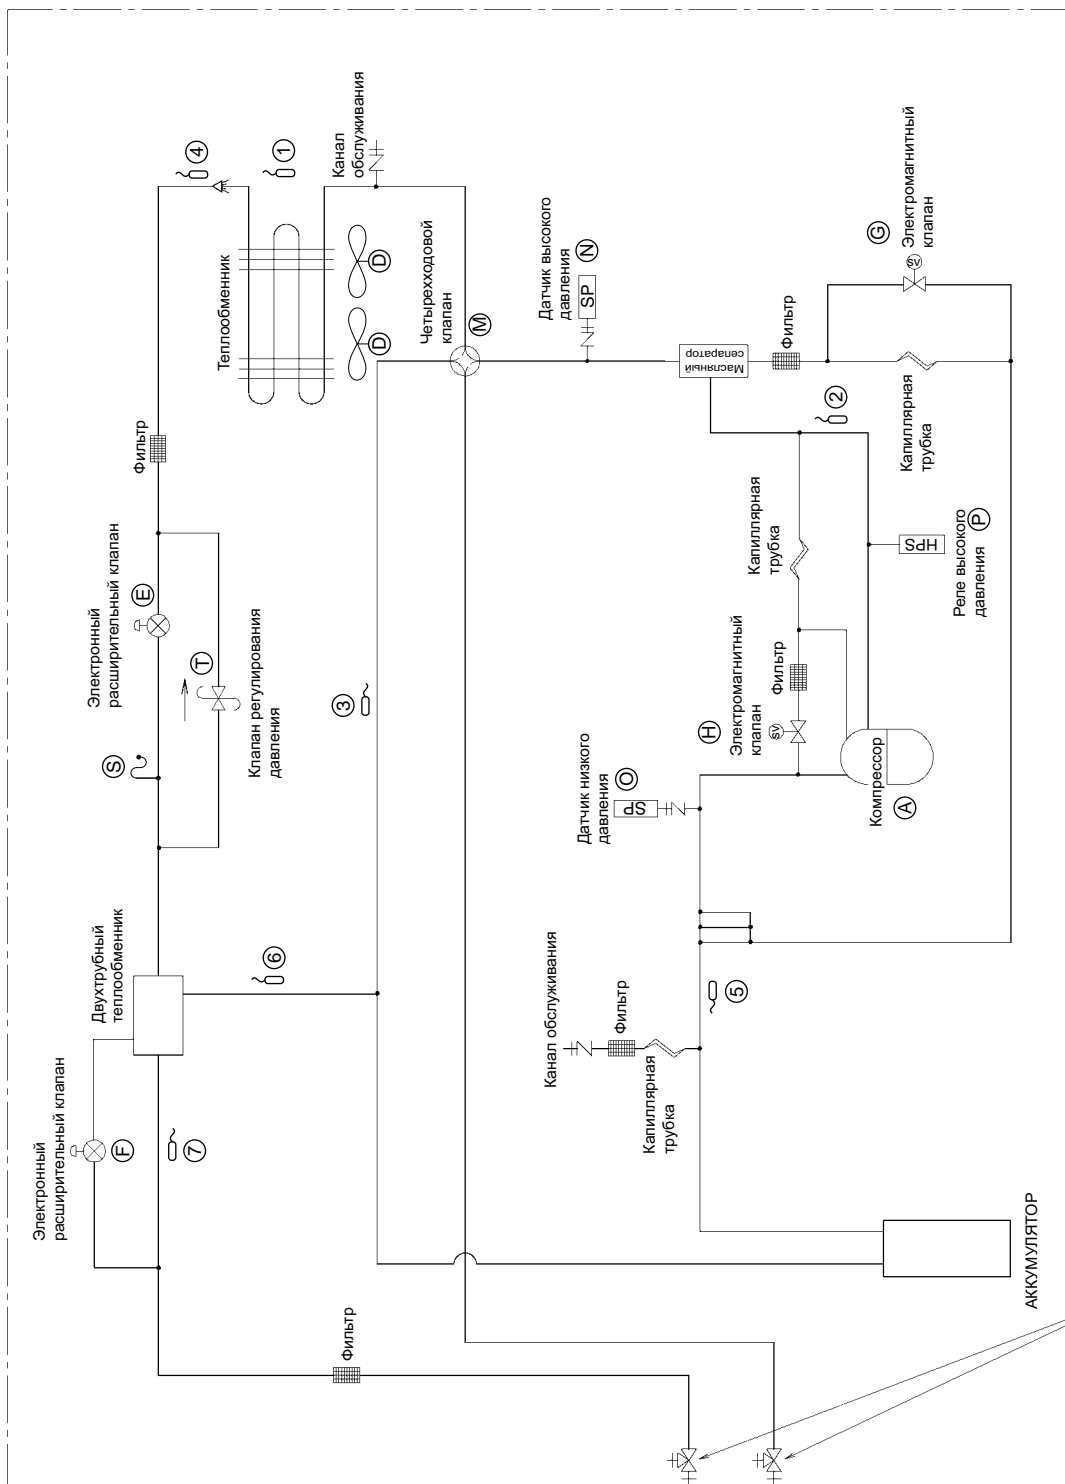 Электронный
расширительный клапан
F
7
Двухтрубный
теплообменник
6
S
Электронный
расширительный клапан
E
T
Клапан регулирования
давления
Фильтр
4
1
Теплообменник
D
D
Канал
обслуживания
3
Четырехходовой
клапан
M
Фильтр
Датчик высокого
давления
N
SP
Масляный
сепаратор
Фильтр
SV
G
Электромагнитный
клапан
2
Капиллярная
трубка
Капиллярная
трубка
HPS
Реле высокого
давления
P
Фильтр
SV
H
Электромагнитный
клапан
Компрессор
A
Датчик низкого
давления
O
SP
5
Канал обслуживания
Фильтр
Капиллярная
трубка
АККУМУЛЯТОР